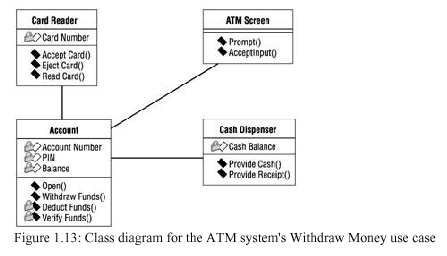 Card Reader
Card Number
Accept Card()
Eject Card()
Read Card()
ATM Screen
Prompt()
AcceptInput()
Account
Account Number
PIN
Balance
Open()
Withdraw Funds()
Deduct Funds()
Verify Funds()
Cash Dispenser
Cash Balance
Provide Cash()
Provide Receipt()
Figure 1.13: Class diagram for the ATM system's Withdraw Money use case